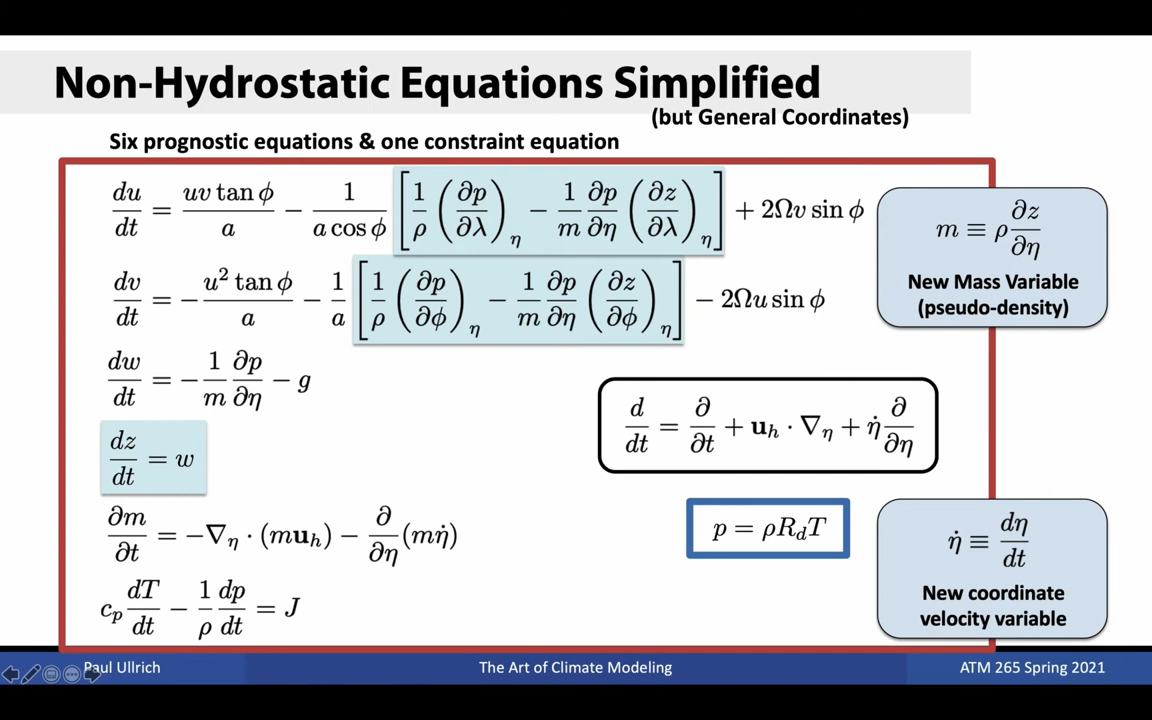 Non-Hydrostatic Equations Simplified
(but General Coordinates)
Six prognostic equations & one constraint equation
du/dt = uv tan ϕ/a − 1/(a cos ϕ) [1/ρ (∂p/∂λ)_η − 1/m ∂p/∂η (∂z/∂λ)_η] + 2Ωv sin ϕ
m ≡ ρ ∂z/∂η
New Mass Variable
(pseudo-density)
dv/dt = − u² tan ϕ/a − 1/a [1/ρ (∂p/∂ϕ)_η − 1/m ∂p/∂η (∂z/∂ϕ)_η] − 2Ωu sin ϕ
dw/dt = − 1/m ∂p/∂η − g
d/dt = ∂/∂t + u_h · ∇_η + η̇ ∂/∂η
dz/dt = w
∂m/∂t = −∇_η · (mu_h) − ∂/∂η (mη̇)
p = ρR_dT
η̇ ≡ dη/dt
New coordinate
velocity variable
c_p dT/dt − 1/ρ dp/dt = J
Paul Ullrich
The Art of Climate Modeling
ATM 265 Spring 2021